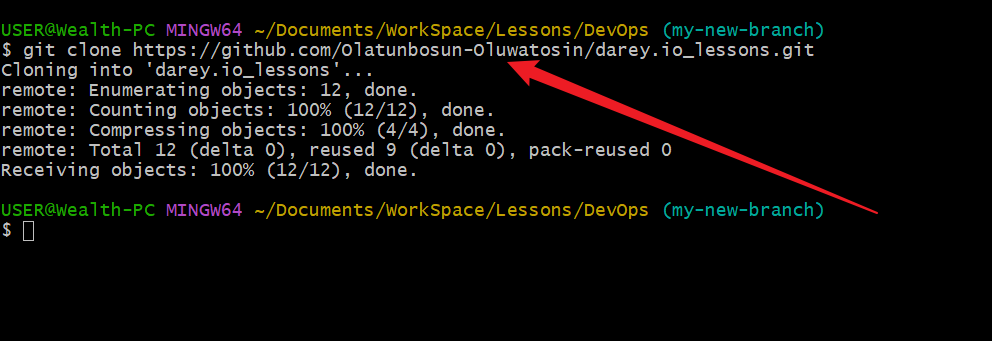 USER@Wealth-PC MINGW64 ~/Documents/WorkSpace/Lessons/DevOps (my-new-branch)
$ git clone https://github.com/Olatunbosun-Oluwatosin/darey.io_lessons.git
Cloning into 'darey.io_lessons'...
remote: Enumerating objects: 12, done.
remote: Counting objects: 100% (12/12), done.
remote: Compressing objects: 100% (4/4), done.
remote: Total 12 (delta 0), reused 9 (delta 0), pack-reused 0
Receiving objects: 100% (12/12), done.
USER@Wealth-PC MINGW64 ~/Documents/WorkSpace/Lessons/DevOps (my-new-branch)
$